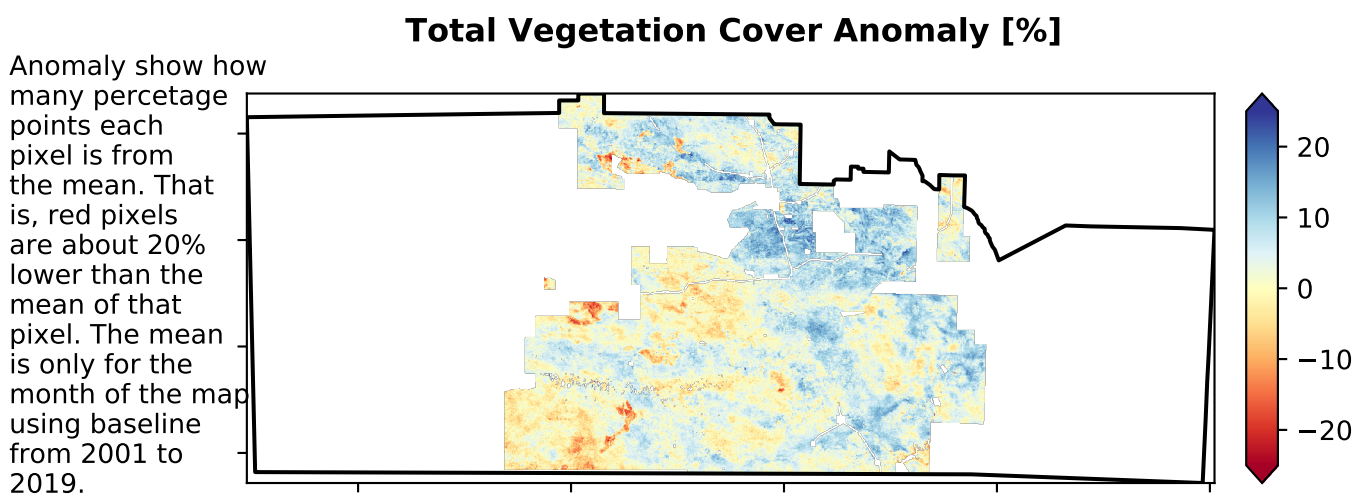 Total Vegetation Cover Anomaly [%]
Anomaly show how
many percetage
points each
pixel is from
the mean. That
is, red pixels
are about 20%
lower than the
mean of that
pixel. The mean
is only for the
month of the map
using baseline
from 2001 to
2019.
20
10
0
−10
−20